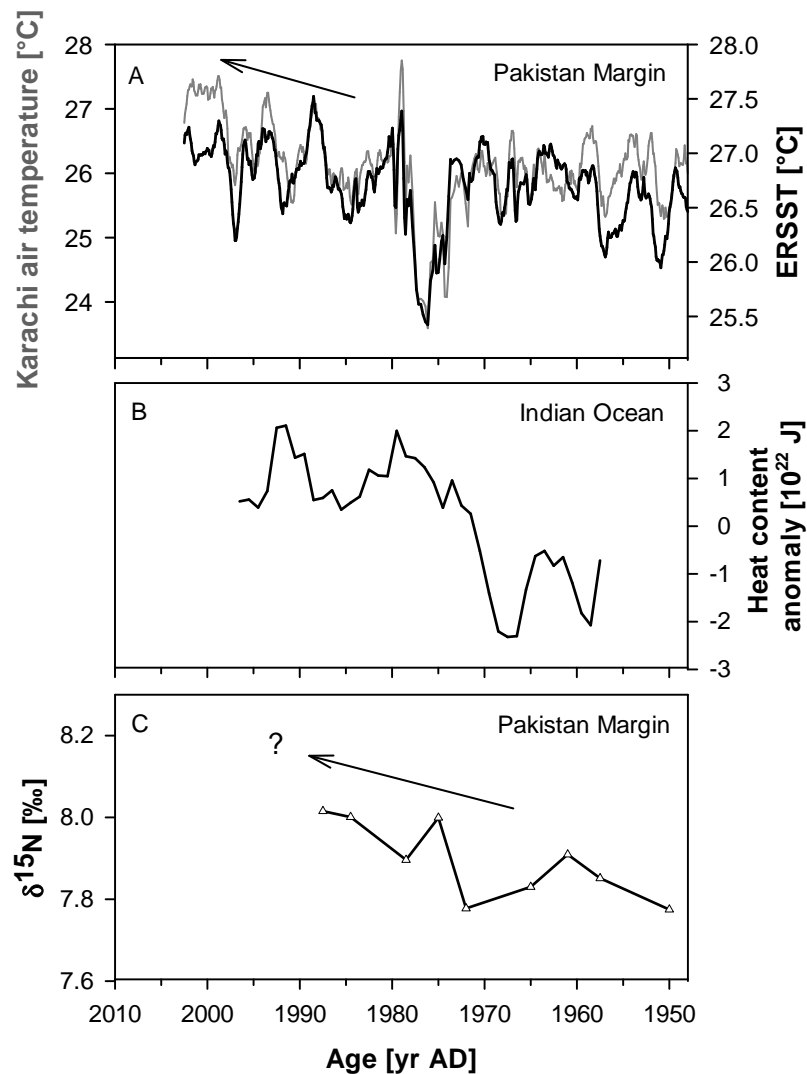 Karachi air temperature [°C]
28
27
26
25
24
A
Pakistan Margin
28.0
27.5
27.0
26.5
26.0
25.5
ERSST [°C]
B
Indian Ocean
3
2
1
0
-1
-2
-3
Heat content
anomaly [10²² J]
δ¹⁵N [‰]
8.2
8.0
7.8
7.6
C
Pakistan Margin
?
2010 2000 1990 1980 1970 1960 1950
Age [yr AD]